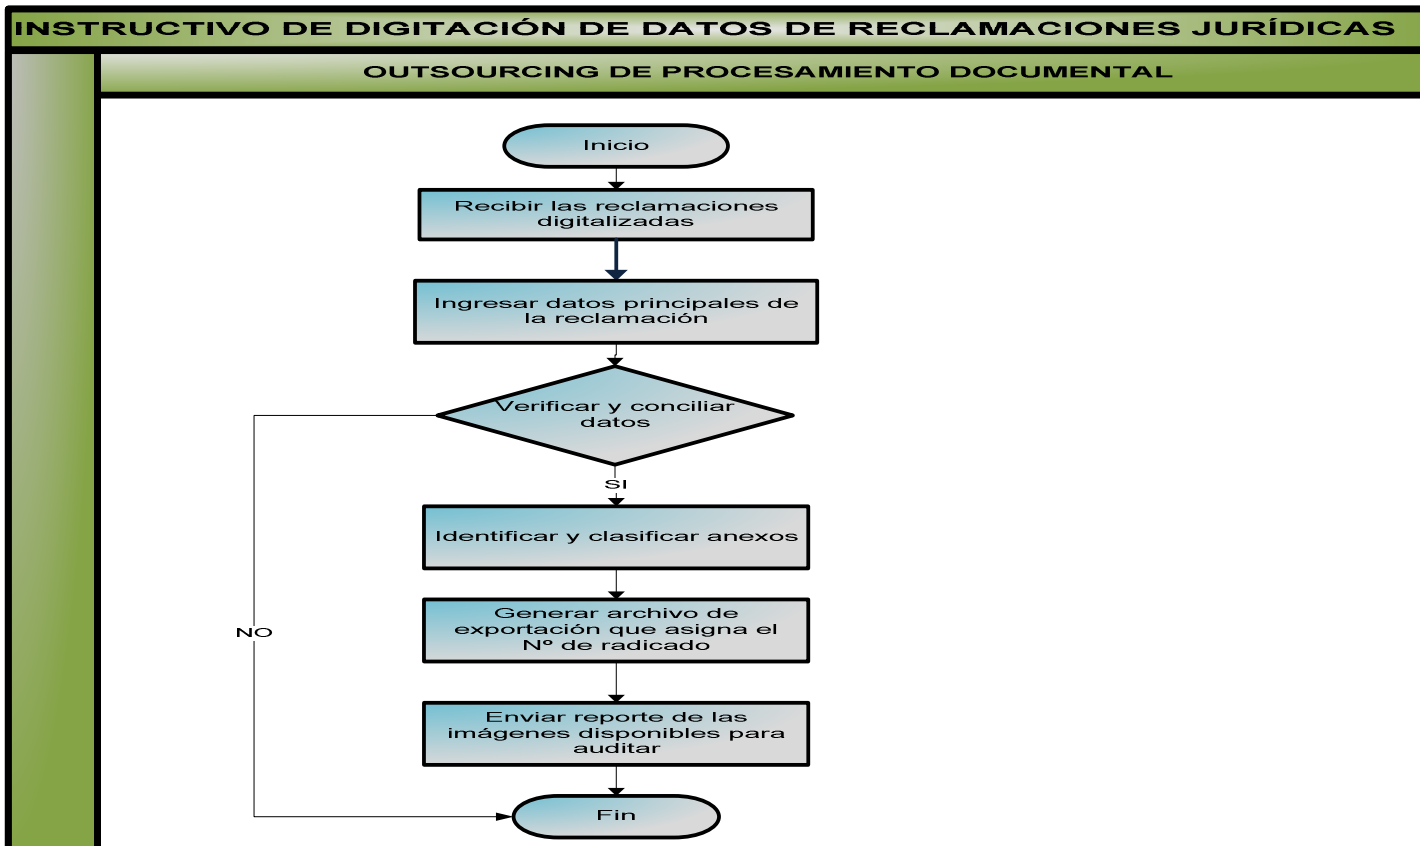 INSTRUCTIVO DE DIGITACIÓN DE DATOS DE RECLAMACIONES JURÍDICAS
OUTSOURCING DE PROCESAMIENTO DOCUMENTAL
Inicio
Recibir las reclamaciones
digitalizadas
Ingresar datos principales de
la reclamación
Verificar y conciliar
datos
SI
Identificar y clasificar anexos
Generar archivo de
exportación que asigna el
Nº de radicado
NO
Enviar reporte de las
imágenes disponibles para
auditar
Fin